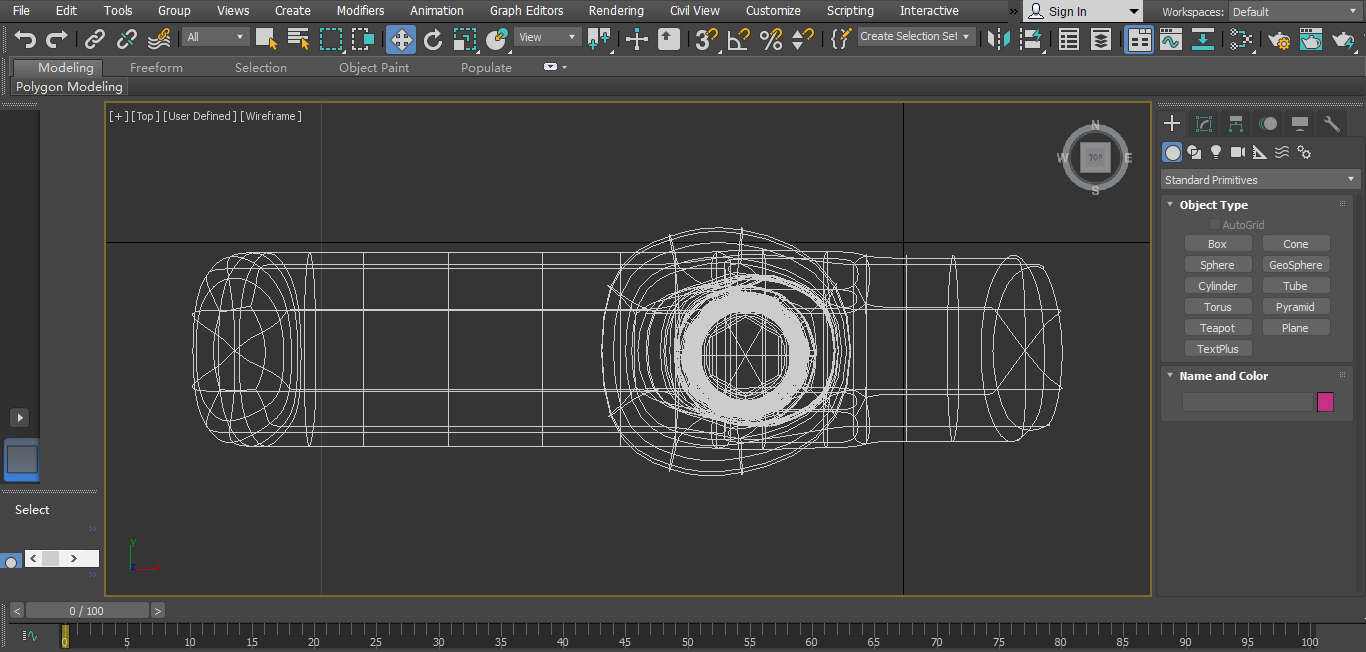 File Edit Tools Group Views Create Modifiers Animation Graph Editors Rendering Civil View Customize Scripting Interactive » Sign In Workspaces: Default
All View 3 Create Selection Set
Modeling Freeform Selection Object Paint Populate
Polygon Modeling
[+] [Top] [User Defined] [Wireframe]
N
W TOP E
S
Standard Primitives
Object Type
AutoGrid
Box Cone
Sphere GeoSphere
Cylinder Tube
Torus Pyramid
Teapot Plane
TextPlus
Name and Color
Select
»
< >
»
y
x
< 0 / 100 >
0 5 10 15 20 25 30 35 40 45 50 55 60 65 70 75 80 85 90 95 100